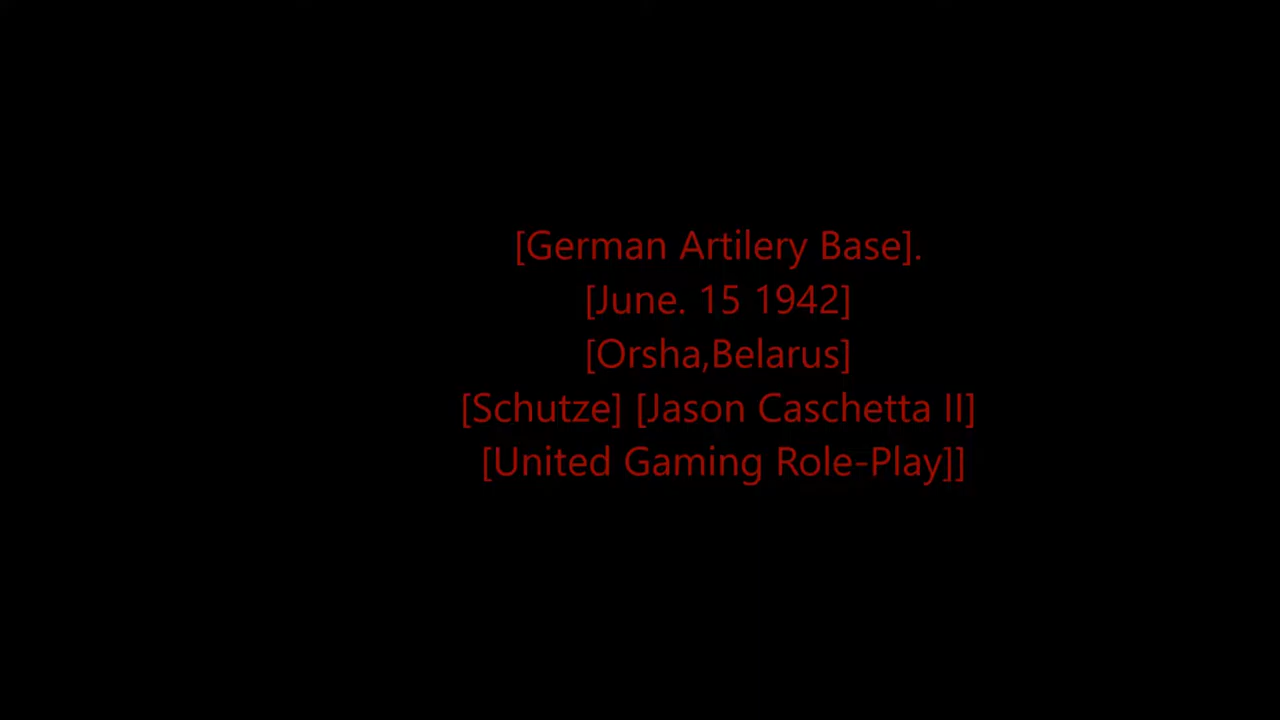 [German Artilery Base].
[June. 15 1942]
[Orsha,Belarus]
[Schutze] [Jason Caschetta II]
[United Gaming Role-Play]]